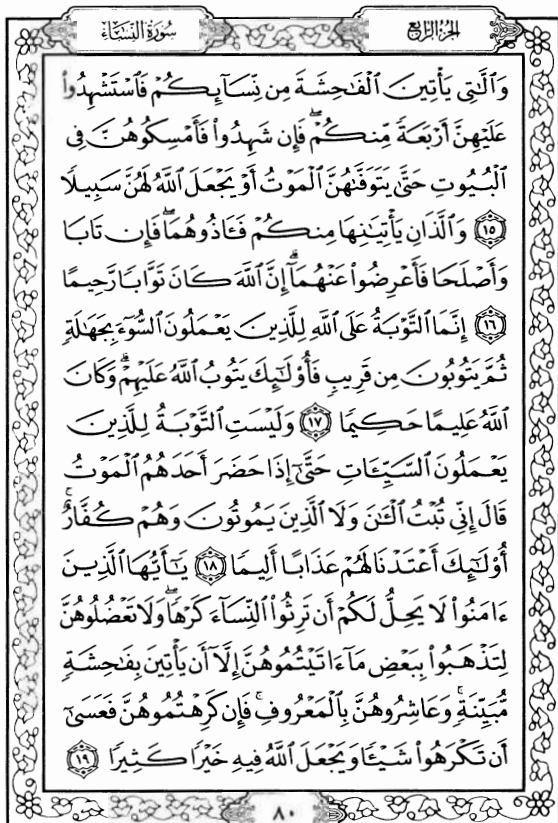 الجزء الرابع
سورة النساء
وَٱلَّٰتِى يَأْتِينَ ٱلْفَٰحِشَةَ مِن نِّسَآئِكُمْ فَٱسْتَشْهِدُوا۟
عَلَيْهِنَّ أَرْبَعَةً مِّنكُمْ ۖ فَإِن شَهِدُوا۟ فَأَمْسِكُوهُنَّ فِى
ٱلْبُيُوتِ حَتَّىٰ يَتَوَفَّىٰهُنَّ ٱلْمَوْتُ أَوْ يَجْعَلَ ٱللَّهُ لَهُنَّ سَبِيلًا
١٥ وَٱلَّذَانِ يَأْتِيَٰنِهَا مِنكُمْ فَـَٔاذُوهُمَا ۖ فَإِن تَابَا
وَأَصْلَحَا فَأَعْرِضُوا۟ عَنْهُمَآ ۗ إِنَّ ٱللَّهَ كَانَ تَوَّابًا رَّحِيمًا
١٦ إِنَّمَا ٱلتَّوْبَةُ عَلَى ٱللَّهِ لِلَّذِينَ يَعْمَلُونَ ٱلسُّوٓءَ بِجَهَٰلَةٍ
ثُمَّ يَتُوبُونَ مِن قَرِيبٍ فَأُو۟لَٰٓئِكَ يَتُوبُ ٱللَّهُ عَلَيْهِمْ ۗ وَكَانَ
ٱللَّهُ عَلِيمًا حَكِيمًا ١٧ وَلَيْسَتِ ٱلتَّوْبَةُ لِلَّذِينَ
يَعْمَلُونَ ٱلسَّيِّـَٔاتِ حَتَّىٰٓ إِذَا حَضَرَ أَحَدَهُمُ ٱلْمَوْتُ
قَالَ إِنِّى تُبْتُ ٱلْـَٰٔنَ وَلَا ٱلَّذِينَ يَمُوتُونَ وَهُمْ كُفَّارٌ ۚ
أُو۟لَٰٓئِكَ أَعْتَدْنَا لَهُمْ عَذَابًا أَلِيمًا ١٨ يَٰٓأَيُّهَا ٱلَّذِينَ
ءَامَنُوا۟ لَا يَحِلُّ لَكُمْ أَن تَرِثُوا۟ ٱلنِّسَآءَ كَرْهًا ۖ وَلَا تَعْضُلُوهُنَّ
لِتَذْهَبُوا۟ بِبَعْضِ مَآ ءَاتَيْتُمُوهُنَّ إِلَّآ أَن يَأْتِينَ بِفَٰحِشَةٍ
مُّبَيِّنَةٍ ۚ وَعَاشِرُوهُنَّ بِٱلْمَعْرُوفِ ۚ فَإِن كَرِهْتُمُوهُنَّ فَعَسَىٰٓ
أَن تَكْرَهُوا۟ شَيْـًٔا وَيَجْعَلَ ٱللَّهُ فِيهِ خَيْرًا كَثِيرًا ١٩
٨٠